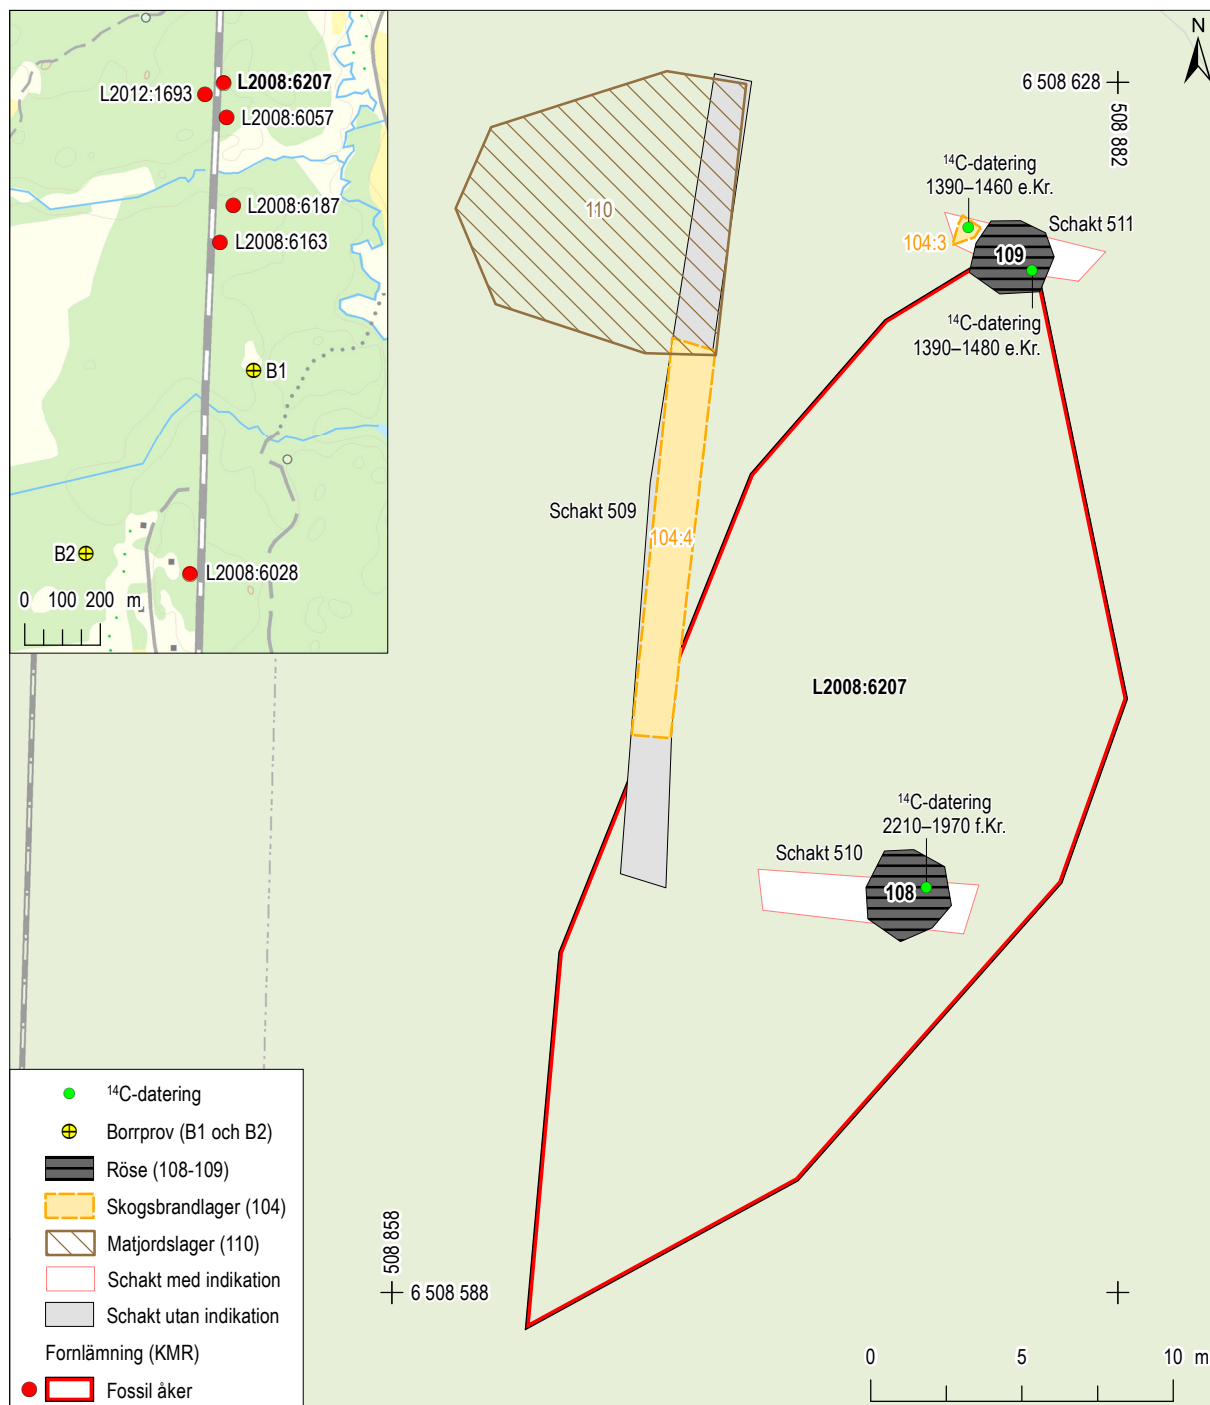 L2008:6207
L2012:1693
L2008:6057
L2008:6187
L2008:6163
B1
B2
L2008:6028
0 100 200 m
N
6 508 628
508 882
110
¹⁴C-datering
1390–1460 e.Kr.
Schakt 511
104:3
109
¹⁴C-datering
1390–1480 e.Kr.
Schakt 509
104:4
L2008:6207
¹⁴C-datering
2210–1970 f.Kr.
Schakt 510
108
¹⁴C-datering
Borrprov (B1 och B2)
Röse (108-109)
Skogsbrandlager (104)
Matjordslager (110)
Schakt med indikation
Schakt utan indikation
Fornlämning (KMR)
Fossil åker
508 858
6 508 588
0 5 10 m